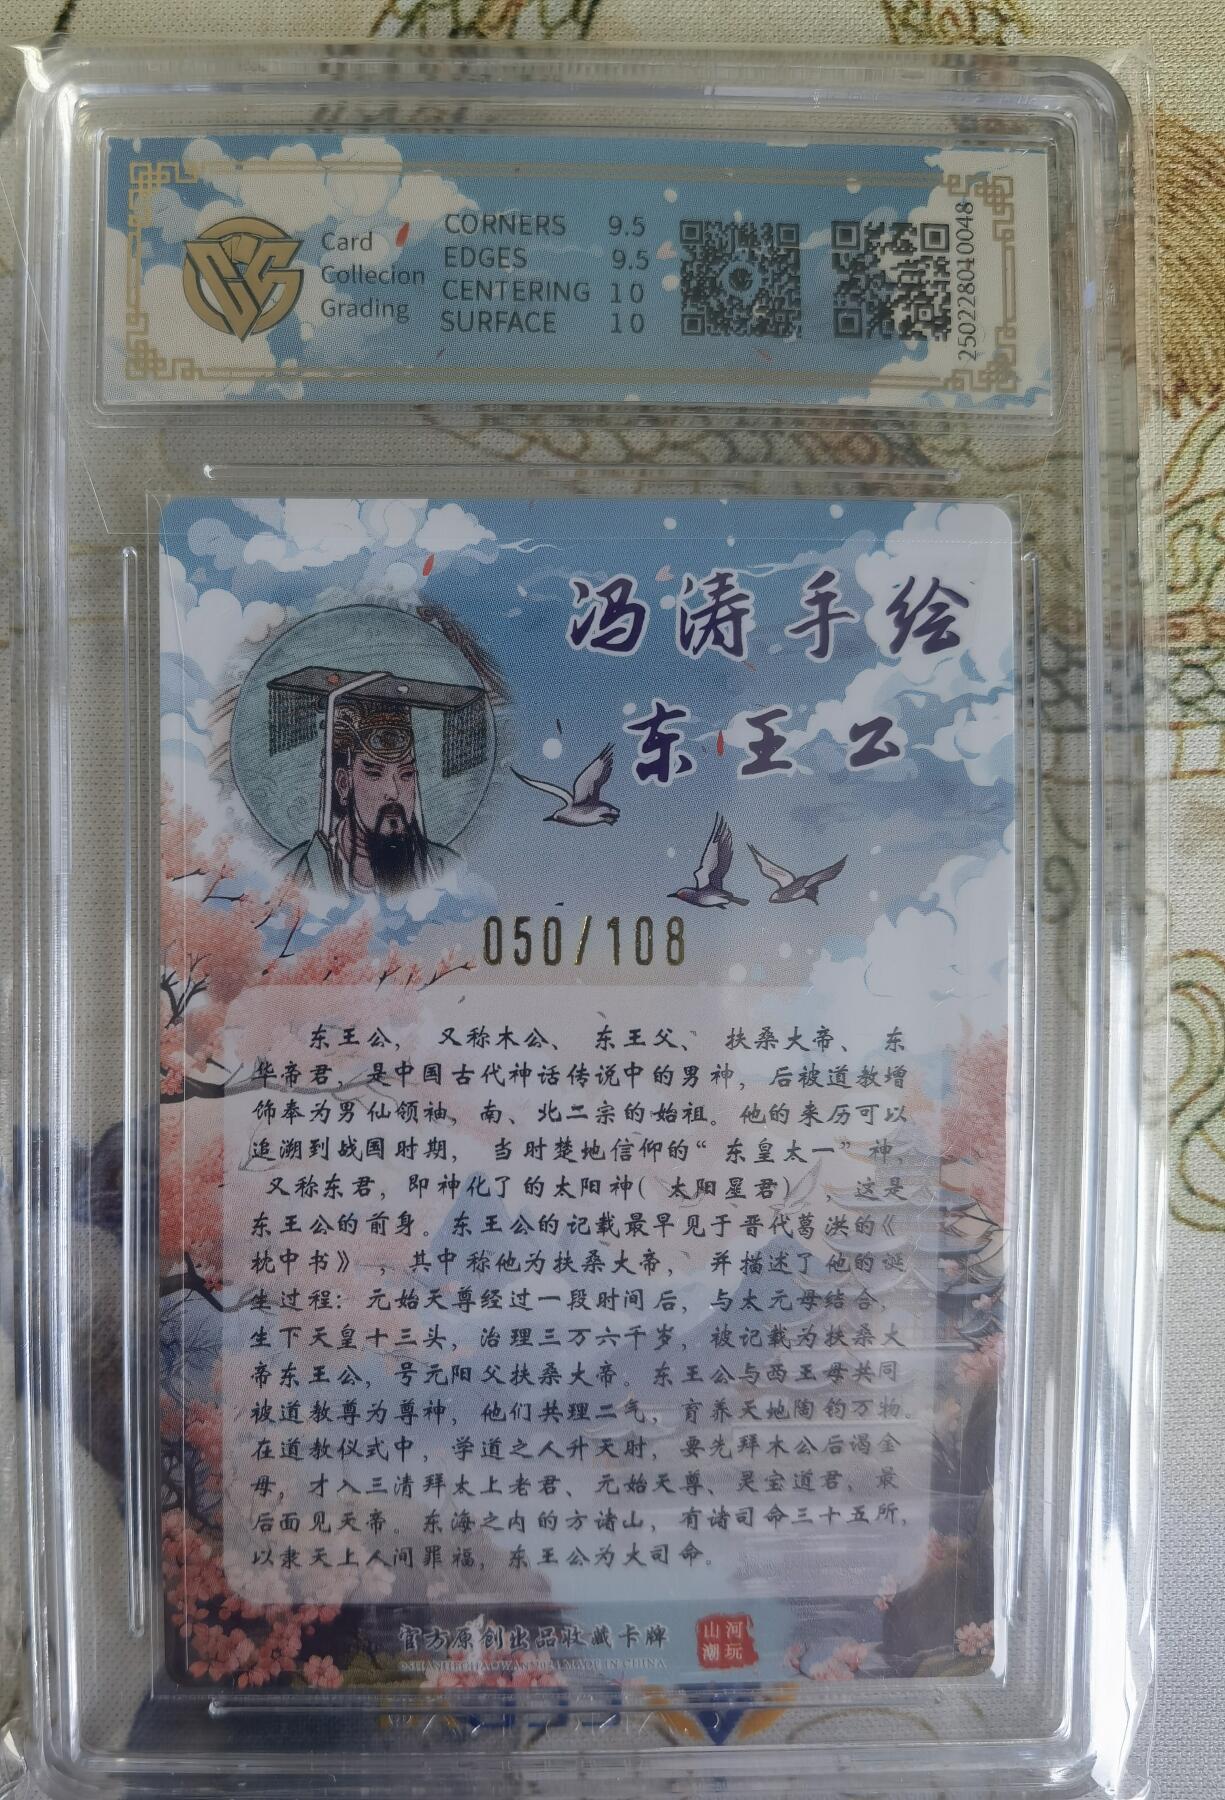 Card
Collecion
Grading
CORNERS 9.5
EDGES 9.5
CENTERING 10
SURFACE 10
250228010048
冯涛手绘
东王公
050/108
东王公，又称木公、东王父、扶桑大帝、东
华帝君，是中国古代神话传说中的男神，后被道教增
饰奉为男仙领袖，南、北二宗的始祖。他的来历可以
追溯到战国时期，当时楚地信仰的“东皇太一”神，
又称东君，即神化了的太阳神（太阳星君），这是
东王公的前身。东王公的记载最早见于晋代葛洪的《
枕中书》，其中称他为扶桑大帝，并描述了他的诞
生过程：元始天尊经过一段时间后，与太元母结合，
生下天皇十三头，治理三万六千岁，被记载为扶桑大
帝东王公，号元阳父扶桑大帝。东王公与西王母共同
被道教尊为尊神，他们共理二气，育养天地陶钧万物。
在道教仪式中，学道之人升天时，要先拜木公后谒金
母，才入三清拜太上老君、元始天尊、灵宝道君，最
后面见天帝。东海之内的方诸山，有诸司命三十五所，
以隶天上人间罪福，东王公为大司命。
官方原创出品收藏卡牌
MADE IN CHINA
山河
潮玩